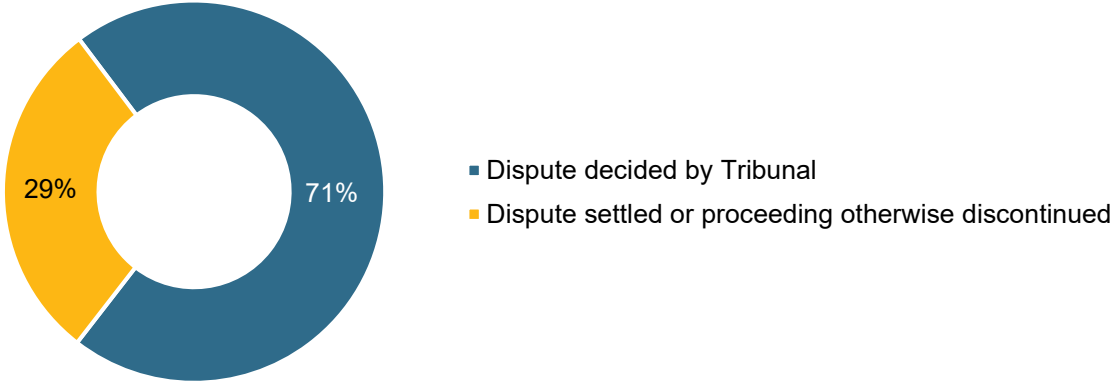 29%
71%
Dispute decided by Tribunal
Dispute settled or proceeding otherwise discontinued